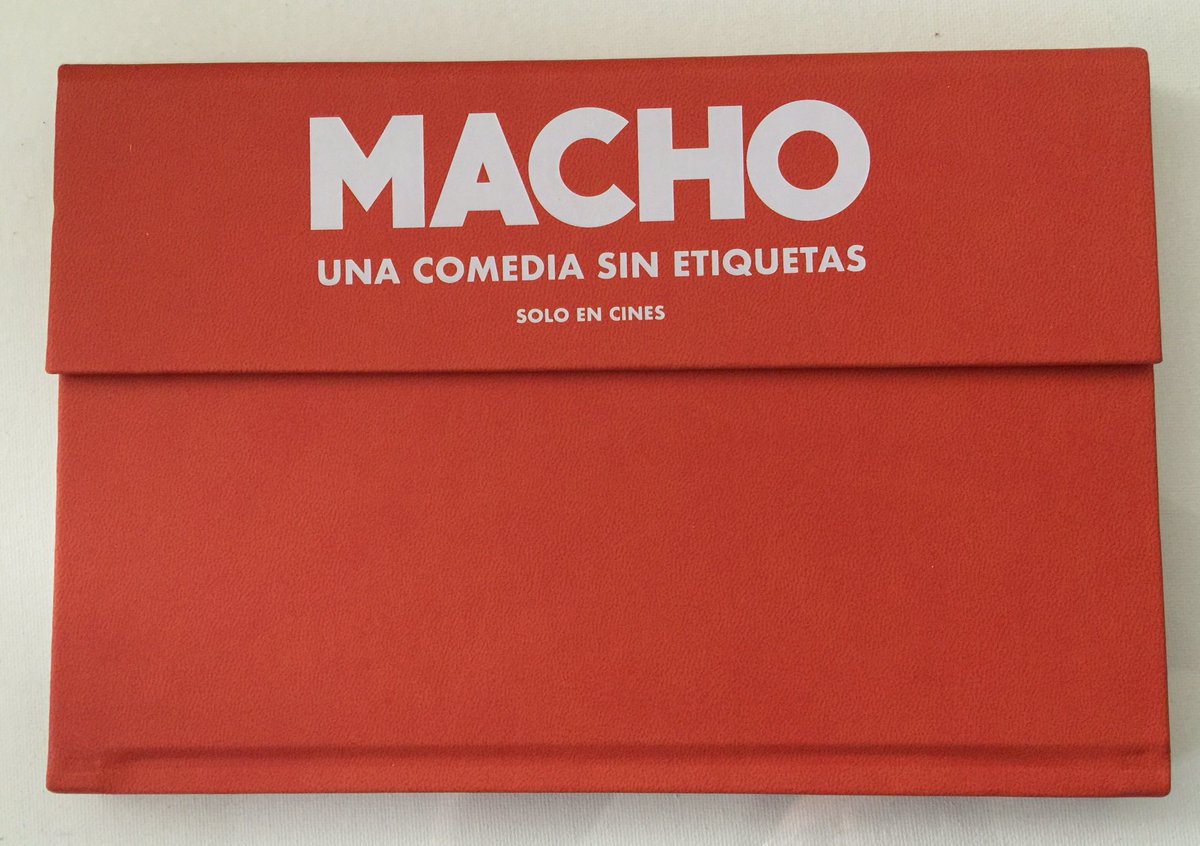 MACHO
UNA COMEDIA SIN ETIQUETAS
SOLO EN CINES